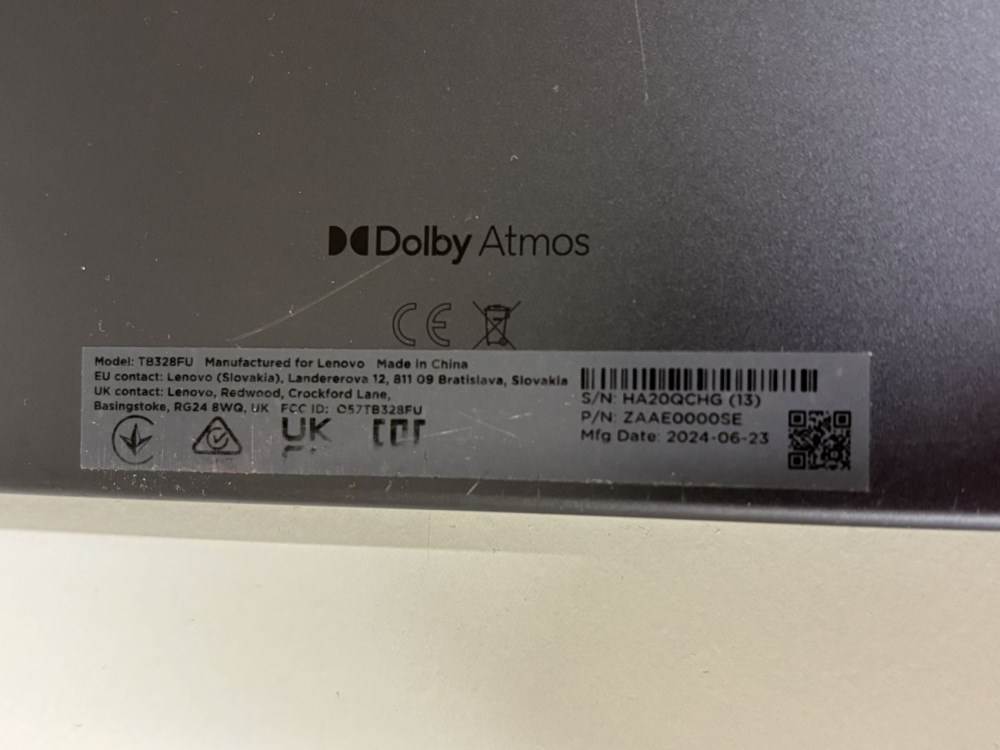 Dolby Atmos
CE
Model: TB328FU Manufactured for Lenovo Made in China
EU contact: Lenovo (Slovakia), Landererova 12, 811 09 Bratislava, Slovakia
UK contact: Lenovo, Redwood, Crockford Lane,
Basingstoke, RG24 8WQ, UK FCC ID: O57TB328FU
UK
EAC
S/N: HA20QCHG (13)
P/N: ZAAE0000SE
Mfg Date: 2024-06-23